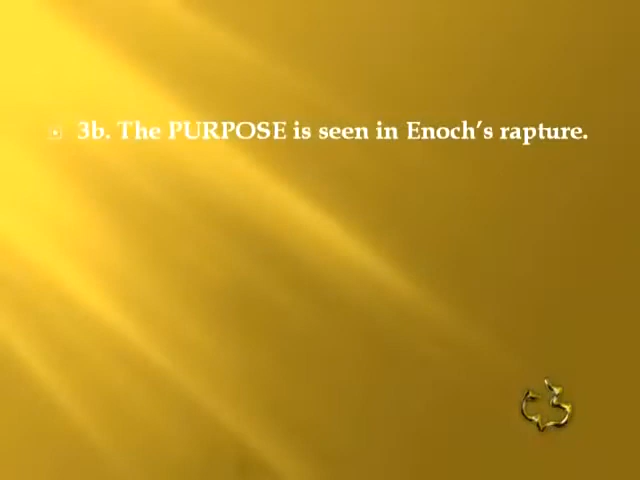 3b. The PURPOSE is seen in Enoch’s rapture.